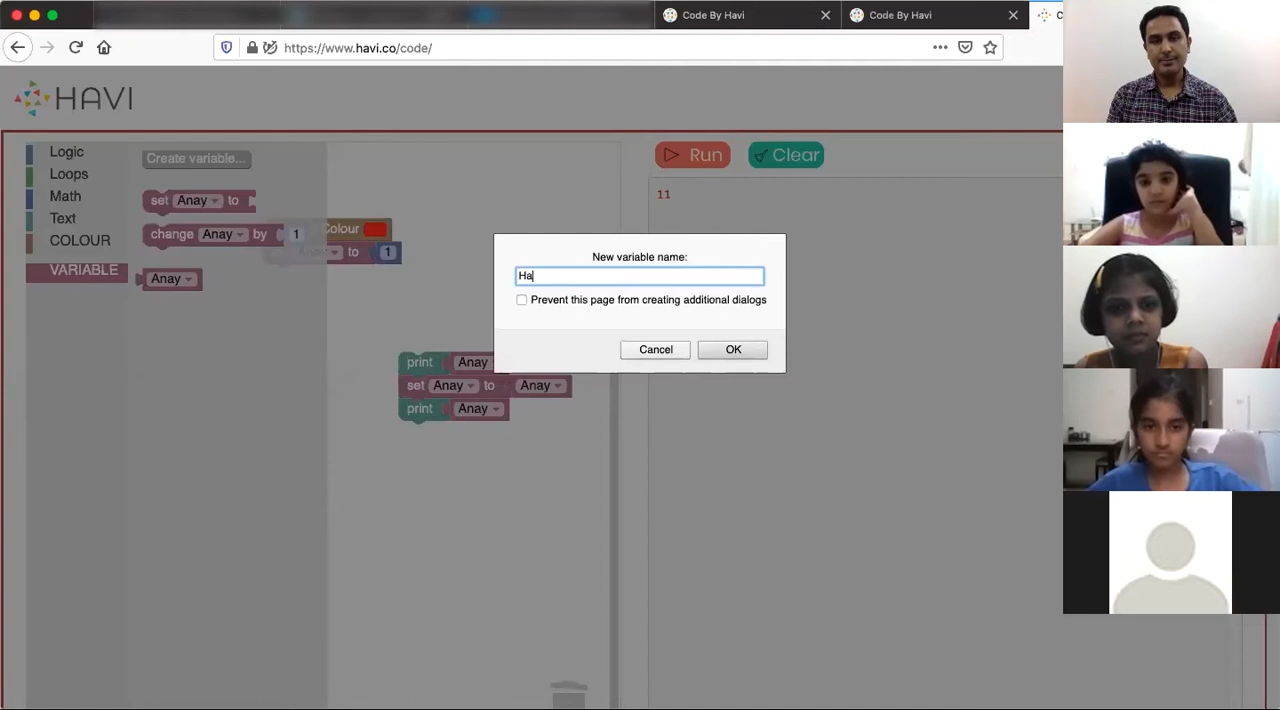 Code By Havi
Code By Havi
C
https://www.havi.co/code/
HAVI
Logic
Loops
Math
Text
COLOUR
VARIABLE
Create variable...
set Anay to
change Anay by 1
Anay
Colour
to 1
print Anay
set Anay to Anay
print Anay
Run
Clear
11
New variable name:
Ha
Prevent this page from creating additional dialogs
Cancel
OK